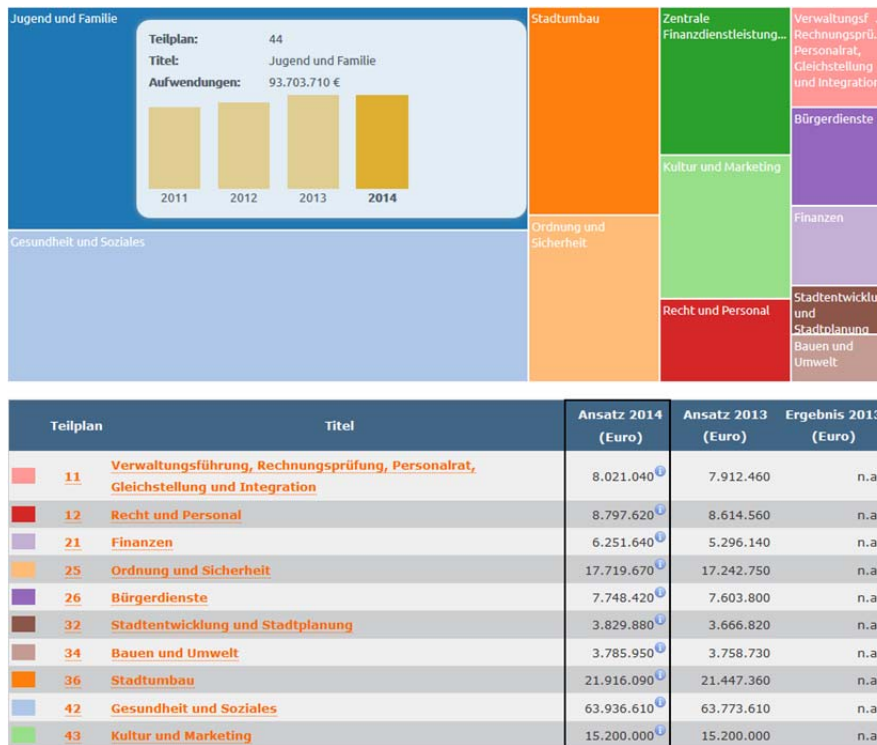 Jugend und Familie
Teilplan: 44
Titel: Jugend und Familie
Aufwendungen: 93.703.710 €
2011 2012 2013 2014
Gesundheit und Soziales
Stadtumbau
Ordnung und
Sicherheit
Zentrale
Finanzdienstleistung...
Kultur und Marketing
Recht und Personal
Verwaltungsf
Rechnungsprü..
Personalrat,
Gleichstellung
und Integration
Bürgerdienste
Finanzen
Stadtentwicklu
und
Stadtplanung
Bauen und
Umwelt
Teilplan Titel Ansatz 2014 (Euro) Ansatz 2013 (Euro) Ergebnis 2013 (Euro)
11 Verwaltungsführung, Rechnungsprüfung, Personalrat,
Gleichstellung und Integration 8.021.040 7.912.460 n.a
12 Recht und Personal 8.797.620 8.614.560 n.a
21 Finanzen 6.251.640 5.296.140 n.a
25 Ordnung und Sicherheit 17.719.670 17.242.750 n.a
26 Bürgerdienste 7.748.420 7.603.800 n.a
32 Stadtentwicklung und Stadtplanung 3.829.880 3.666.820 n.a
34 Bauen und Umwelt 3.785.950 3.758.730 n.a
36 Stadtumbau 21.916.090 21.447.360 n.a
42 Gesundheit und Soziales 63.936.610 63.773.610 n.a
43 Kultur und Marketing 15.200.000 15.200.000 n.a